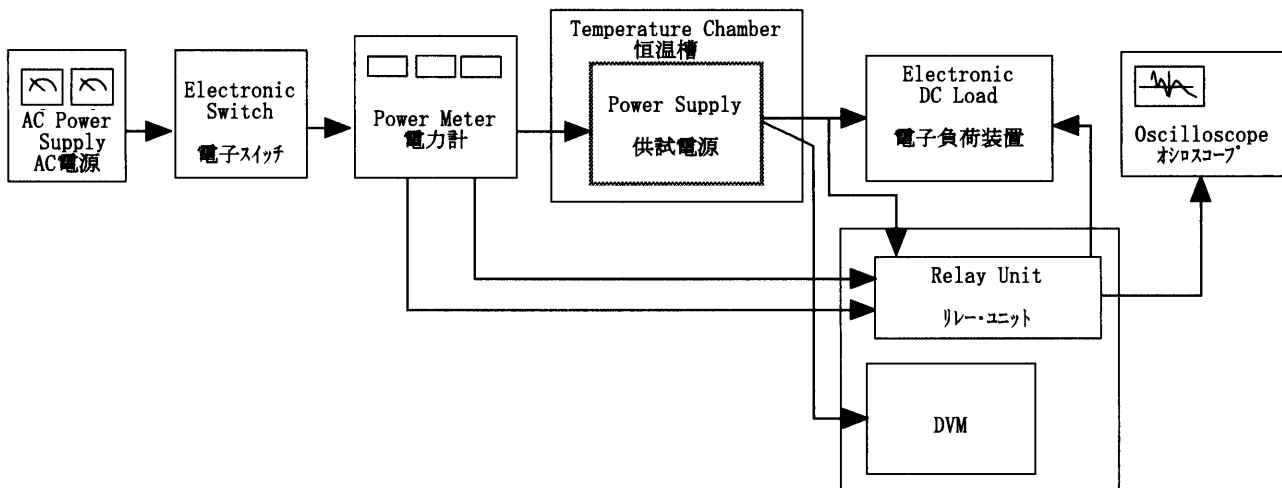 AC Power
Supply
AC電源
Electronic
Switch
電子スイッチ
Power Meter
電力計
Temperature Chamber
恒温槽
Power Supply
供試電源
Electronic
DC Load
電子負荷装置
Oscilloscope
オシロスコープ
Relay Unit
リレー・ユニット
DVM